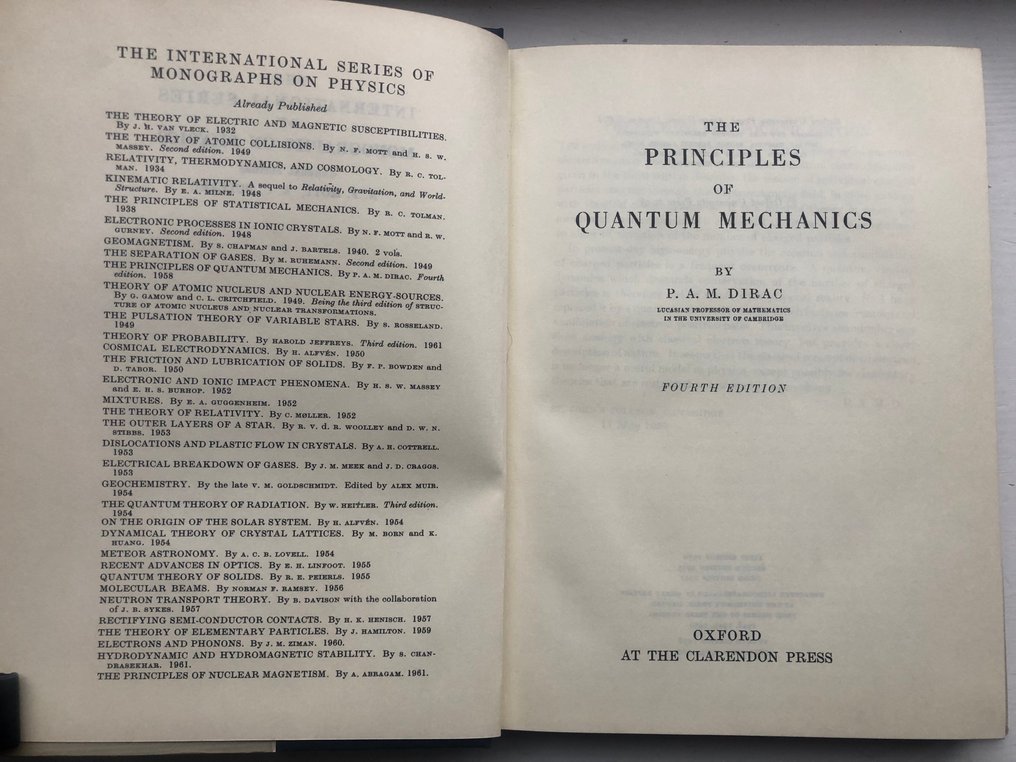 THE INTERNATIONAL SERIES OF
MONOGRAPHS ON PHYSICS
Already Published
THE THEORY OF ELECTRIC AND MAGNETIC SUSCEPTIBILITIES.
By J. H. VAN VLECK. 1932
THE THEORY OF ATOMIC COLLISIONS. By N. F. MOTT and H. S. W.
MASSEY. Second edition. 1949
RELATIVITY, THERMODYNAMICS, AND COSMOLOGY. By R. C. TOL-
MAN. 1934
KINEMATIC RELATIVITY. A sequel to Relativity, Gravitation, and World-
Structure. By E. A. MILNE. 1948
THE PRINCIPLES OF STATISTICAL MECHANICS. By R. C. TOLMAN.
1938
ELECTRONIC PROCESSES IN IONIC CRYSTALS. By N. F. MOTT and R. W.
GURNEY. Second edition. 1948
GEOMAGNETISM. By S. CHAPMAN and J. BARTELS. 1940. 2 vols.
THE SEPARATION OF GASES. By M. RUHEMANN. Second edition. 1949
THE PRINCIPLES OF QUANTUM MECHANICS. By P. A. M. DIRAC. Fourth
edition. 1958
THEORY OF ATOMIC NUCLEUS AND NUCLEAR ENERGY-SOURCES.
By G. GAMOW and C. L. CRITCHFIELD. 1949. Being the third edition of STRUC-
TURE OF ATOMIC NUCLEUS AND NUCLEAR TRANSFORMATIONS.
THE PULSATION THEORY OF VARIABLE STARS. By S. ROSSELAND.
1949
THEORY OF PROBABILITY. By HAROLD JEFFREYS. Third edition. 1961
COSMICAL ELECTRODYNAMICS. By H. ALFVÉN. 1950
THE FRICTION AND LUBRICATION OF SOLIDS. By F. P. BOWDEN and
D. TABOR. 1950
ELECTRONIC AND IONIC IMPACT PHENOMENA. By H. S. W. MASSEY
and E. H. S. BURHOP. 1952
MIXTURES. By E. A. GUGGENHEIM. 1952
THE THEORY OF RELATIVITY. By C. MØLLER. 1952
THE OUTER LAYERS OF A STAR. By R. V. d. R. WOOLLEY and D. W. N.
STIBBS. 1953
DISLOCATIONS AND PLASTIC FLOW IN CRYSTALS. By A. H. COTTRELL.
1953
ELECTRICAL BREAKDOWN OF GASES. By J. M. MEEK and J. D. CRAGGS.
1953
GEOCHEMISTRY. By the late V. M. GOLDSCHMIDT. Edited by ALEX MUIR.
1954
THE QUANTUM THEORY OF RADIATION. By W. HEITLER. Third edition.
1954
ON THE ORIGIN OF THE SOLAR SYSTEM. By H. ALFVÉN. 1954
DYNAMICAL THEORY OF CRYSTAL LATTICES. By M. BORN and K.
HUANG. 1954
METEOR ASTRONOMY. By A. C. B. LOVELL. 1954
RECENT ADVANCES IN OPTICS. By E. H. LINFOOT. 1955
QUANTUM THEORY OF SOLIDS. By R. E. PEIERLS. 1955
MOLECULAR BEAMS. By NORMAN F. RAMSEY. 1956
NEUTRON TRANSPORT THEORY. By B. DAVISON with the collaboration
of J. B. SYKES. 1957
RECTIFYING SEMI-CONDUCTOR CONTACTS. By H. K. HENISCH. 1957
THE THEORY OF ELEMENTARY PARTICLES. By J. HAMILTON. 1959
ELECTRONS AND PHONONS. By J. M. ZIMAN. 1960.
HYDRODYNAMIC AND HYDROMAGNETIC STABILITY. By S. CHAN-
DRASEKHAR. 1961.
THE PRINCIPLES OF NUCLEAR MAGNETISM. By A. ABRAGAM. 1961.
THE
PRINCIPLES
OF
QUANTUM MECHANICS
BY
P. A. M. DIRAC
LUCASIAN PROFESSOR OF MATHEMATICS
IN THE UNIVERSITY OF CAMBRIDGE
FOURTH EDITION
OXFORD
AT THE CLARENDON PRESS